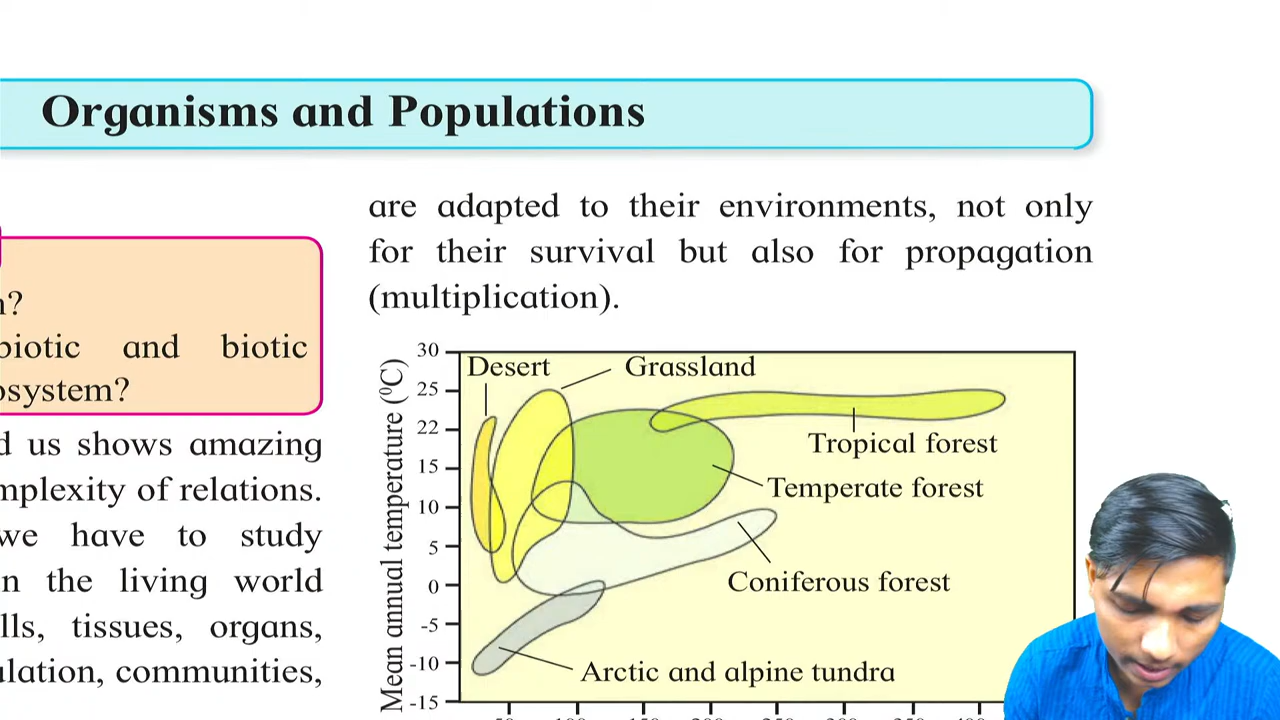 Organisms and Populations
biotic and biotic
d us shows amazing
mplexity of relations.
we have to study
n the living world
lls, tissues, organs,
ulation, communities,
are adapted to their environments, not only
for their survival but also for propagation
(multiplication).
Mean annual temperature (⁰C)
30
25
22
15
10
5
0
-5
-10
-15
Desert
Grassland
Tropical forest
Temperate forest
Coniferous forest
Arctic and alpine tundra